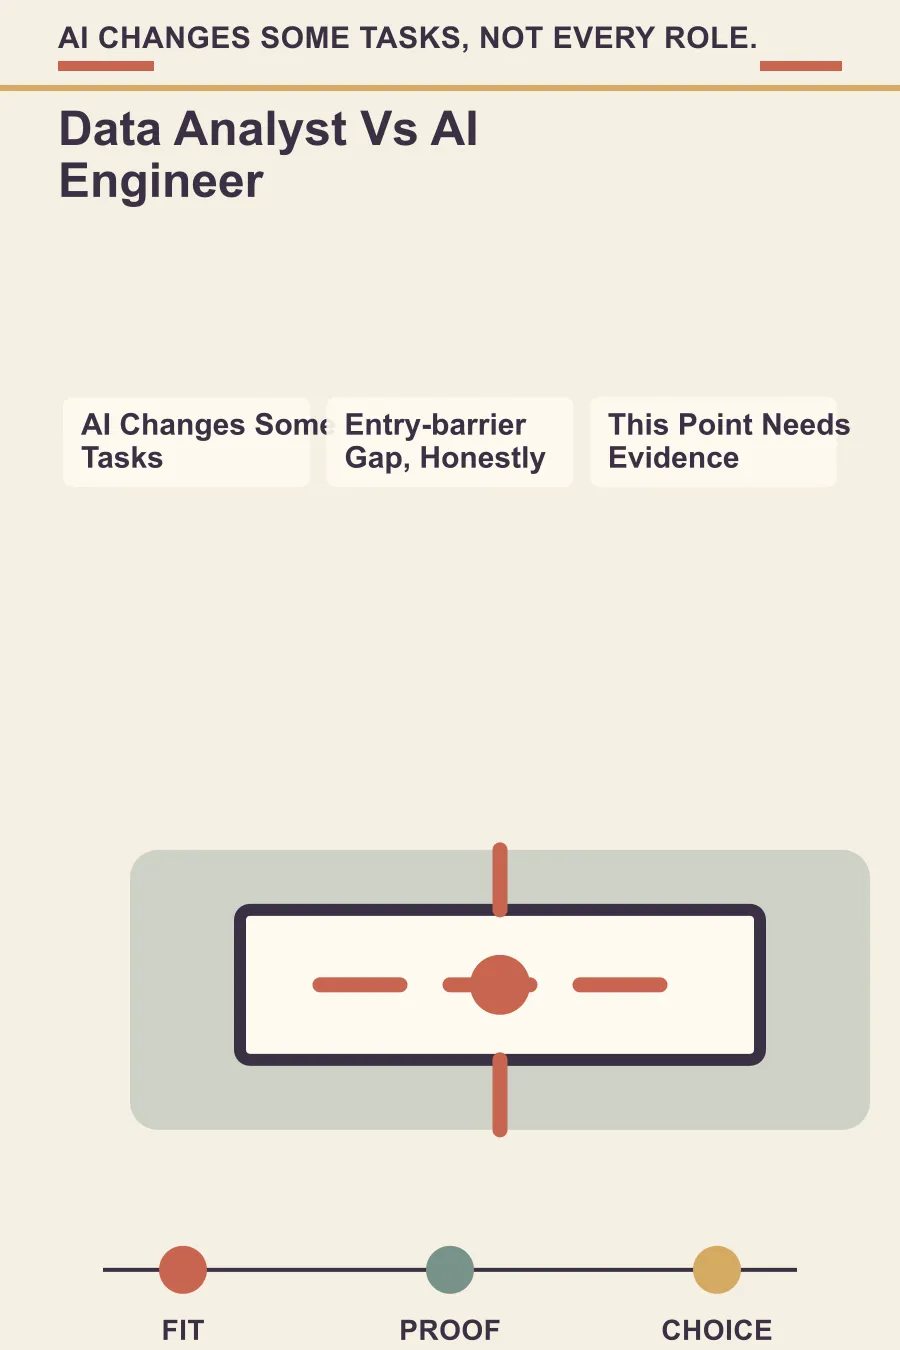 AI CHANGES SOME TASKS, NOT EVERY ROLE.
Data Analyst Vs AI
Engineer
AI Changes Some
Tasks
Entry-barrier
Gap, Honestly
This Point Needs
Evidence
FIT
PROOF
CHOICE